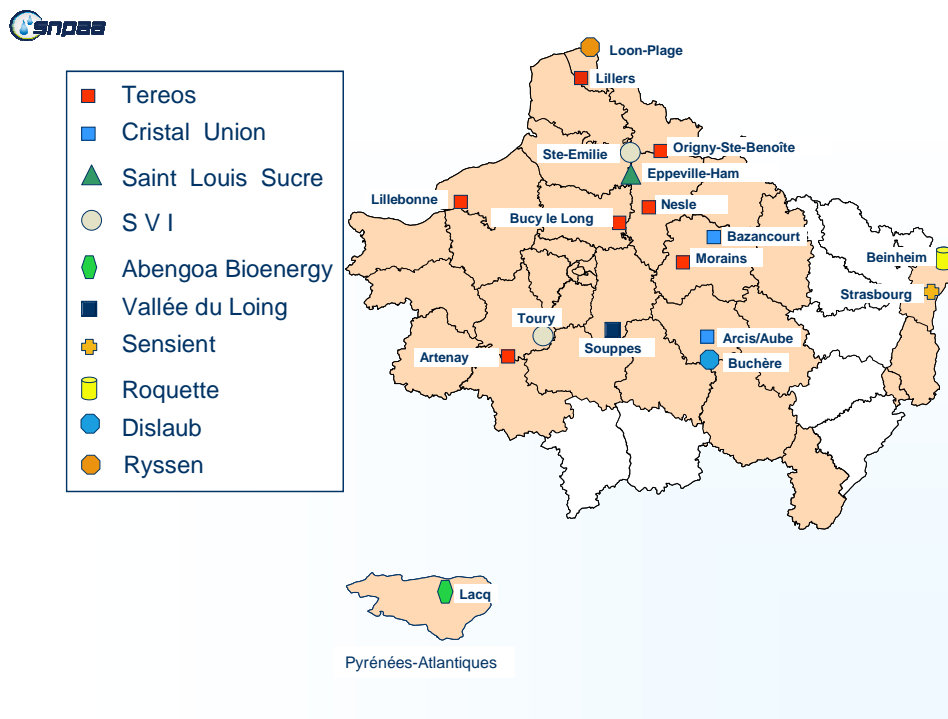 snpaa
Tereos
Cristal Union
Saint Louis Sucre
S V I
Abengoa Bioenergy
Vallée du Loing
Sensient
Roquette
Dislaub
Ryssen
Loon-Plage
Lillers
Ste-Emilie
Origny-Ste-Benoîte
Eppeville-Ham
Lillebonne
Nesle
Bucy le Long
Bazancourt
Morains
Beinheim
Strasbourg
Toury
Souppes
Arcis/Aube
Artenay
Buchère
Lacq
Pyrénées-Atlantiques